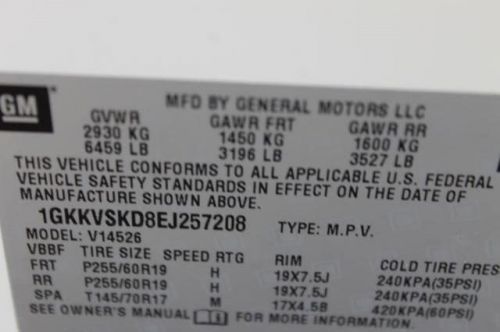 GM
MFD BY GENERAL MOTORS LLC
GVWR GAWR FRT GAWR RR
2930 KG 1450 KG 1600 KG
6459 LB 3196 LB 3527 LB
THIS VEHICLE CONFORMS TO ALL APPLICABLE U.S. FEDERAL
VEHICLE SAFETY STANDARDS IN EFFECT ON THE DATE OF
MANUFACTURE SHOWN ABOVE.
1GKKVSKD8EJ257208 TYPE: M.P.V.
MODEL: V14526
VBBF TIRE SIZE SPEED RTG RIM COLD TIRE PRES
FRT P255/60R19 H 19X7.5J 240KPA(35PSI)
RR P255/60R19 H 19X7.5J 240KPA(35PSI)
SPA T145/70R17 M 17X4.5B 420KPA(60PSI)
SEE OWNER'S MANUAL FOR MORE INFORMATION.